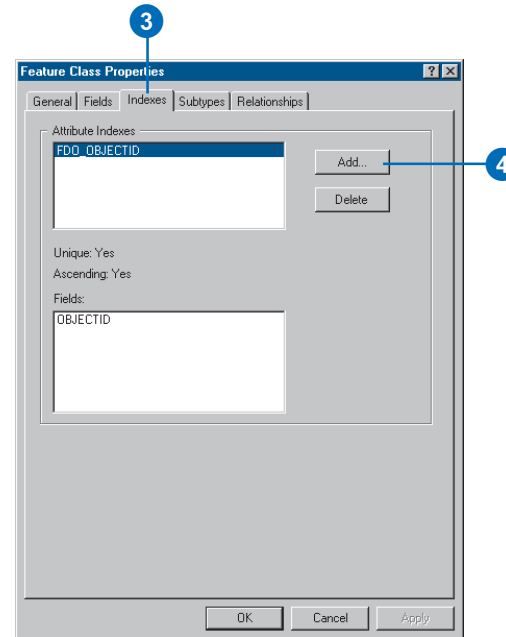 3
Feature Class Properties
General Fields Indexes Subtypes Relationships
Attribute Indexes
FDO_OBJECTID
Add...
4
Delete
Unique: Yes
Ascending: Yes
Fields:
OBJECTID
OK Cancel Apply